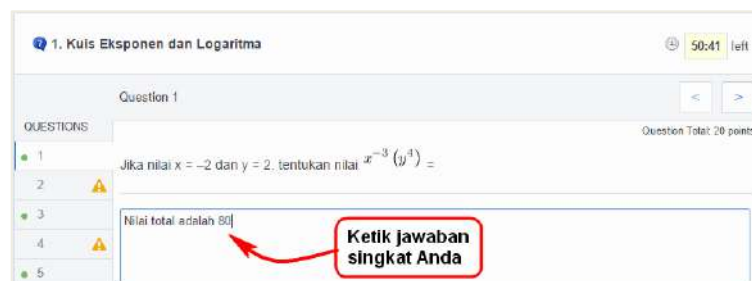 1. Kuis Eksponen dan Logaritma
50:41 left
Question 1
< >
QUESTIONS
Question Total: 20 points
1
Jika nilai x = –2 dan y = 2, tentukan nilai x⁻³ (y⁴) =
2
3
Nilai total adalah 80
4
Ketik jawaban
singkat Anda
5